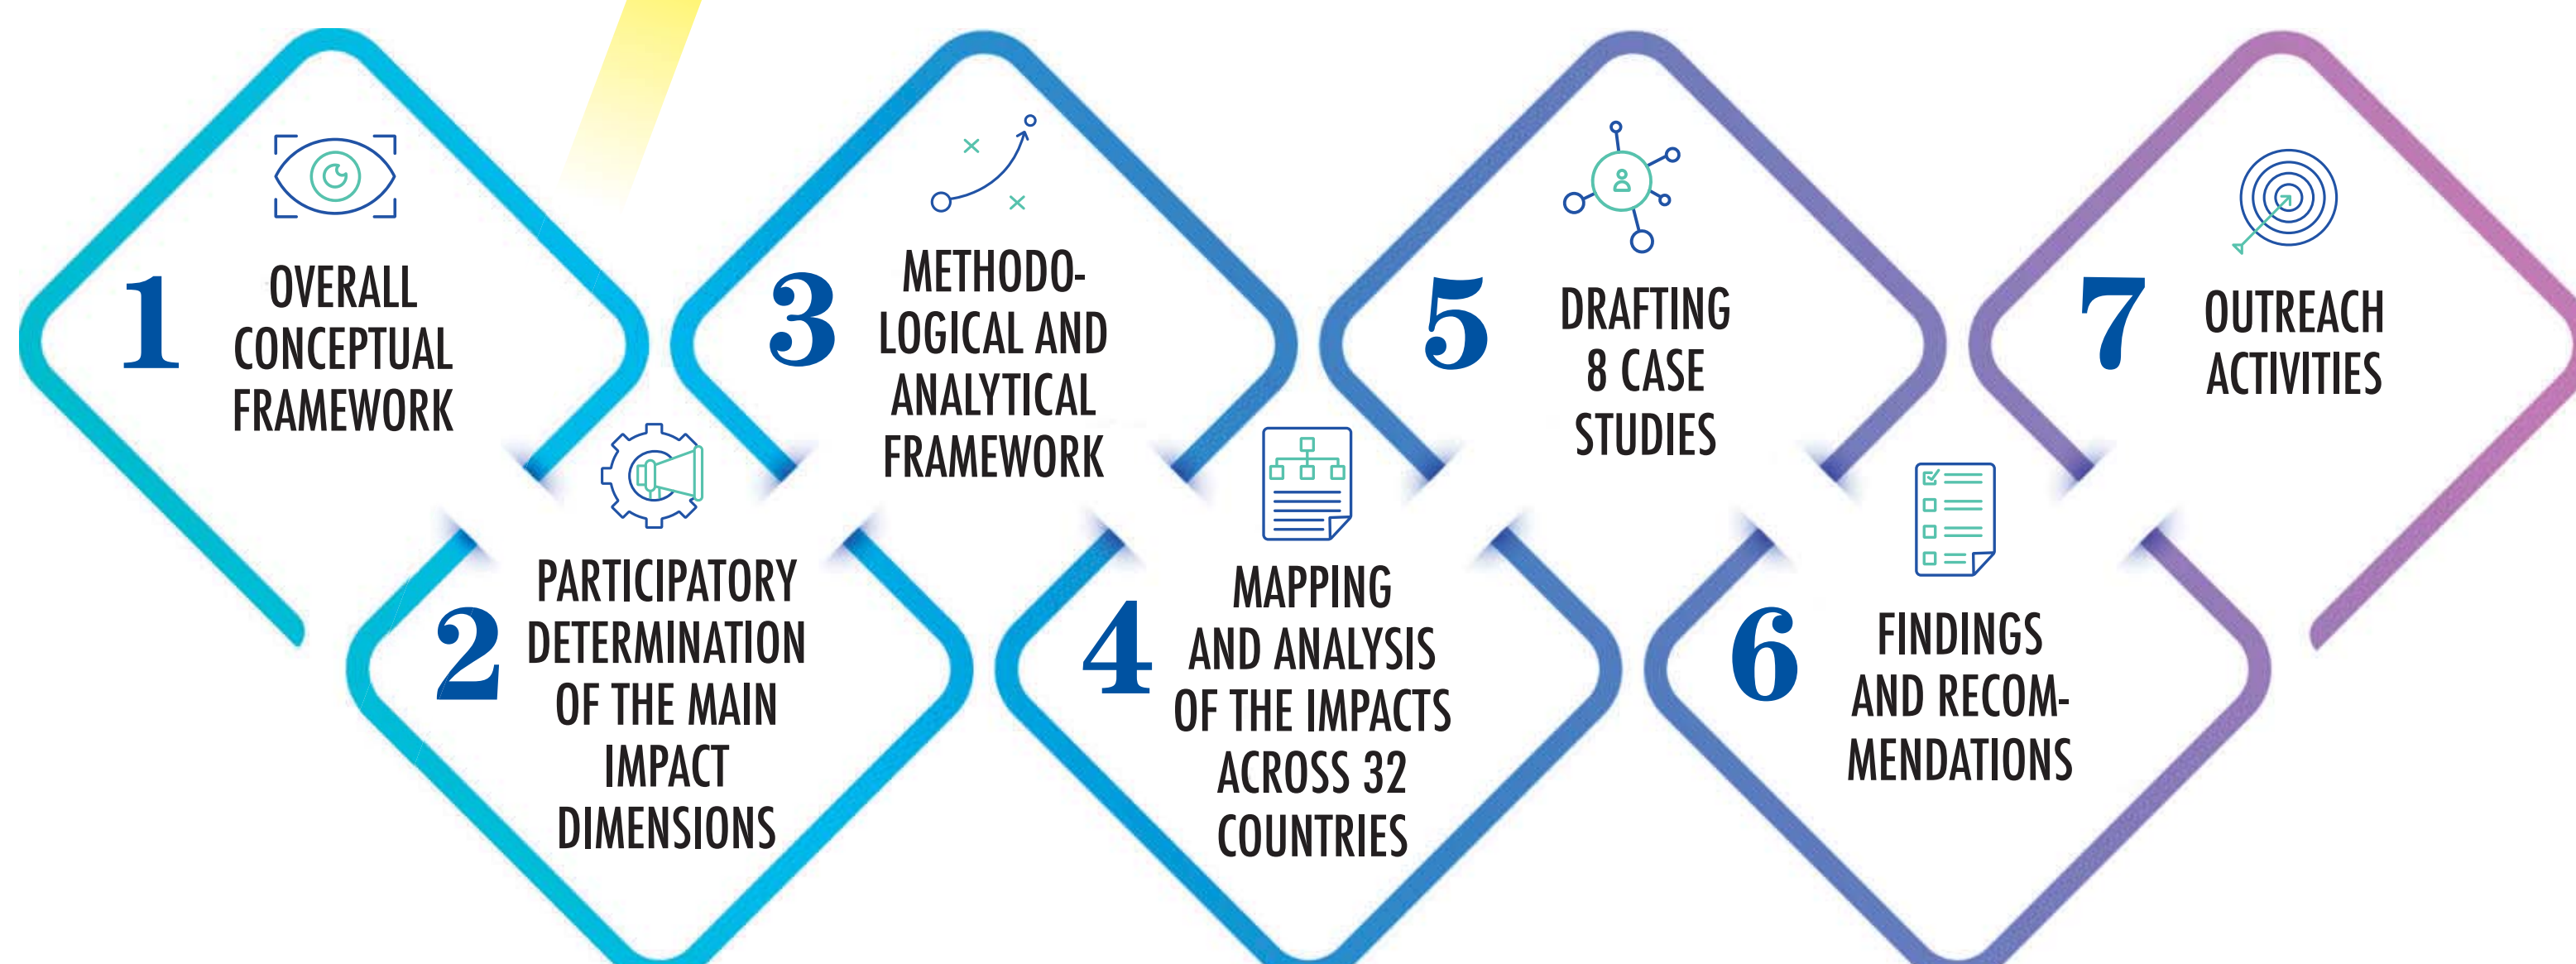 1
OVERALL
CONCEPTUAL
FRAMEWORK
2
PARTICIPATORY
DETERMINATION
OF THE MAIN
IMPACT
DIMENSIONS
3
METHODO-
LOGICAL AND
ANALYTICAL
FRAMEWORK
4
MAPPING
AND ANALYSIS
OF THE IMPACTS
ACROSS 32
COUNTRIES
5
DRAFTING
8 CASE
STUDIES
6
FINDINGS
AND RECOM-
MENDATIONS
7
OUTREACH
ACTIVITIES